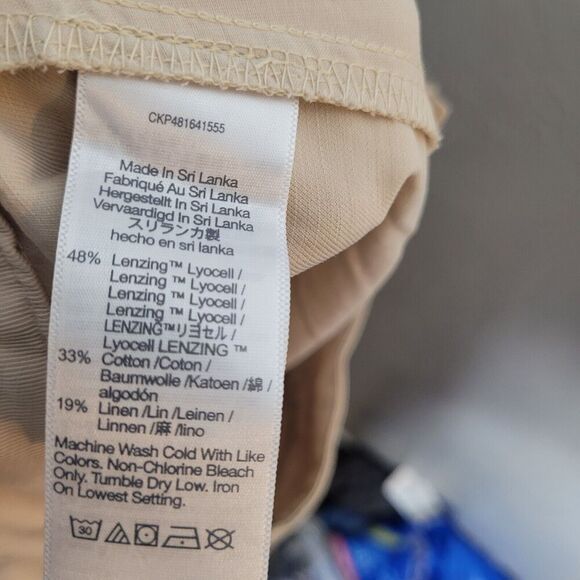 CKP481641555
Made In Sri Lanka
Fabriqué Au Sri Lanka
Hergestellt In Sri Lanka
Vervaardigd In Sri Lanka
スリランカ製
hecho en sri lanka
48% Lenzing™ Lyocell /
Lenzing ™ Lyocell /
Lenzing ™ Lyocell /
Lenzing ™ Lyocell /
LENZING™リヨセル /
Lyocell LENZING ™
33% Cotton /Coton /
Baumwolle /Katoen /綿 /
algodón
19% Linen /Lin /Leinen /
Linnen /麻 /lino
Machine Wash Cold With Like
Colors. Non-Chlorine Bleach
Only. Tumble Dry Low. Iron
On Lowest Setting.
30